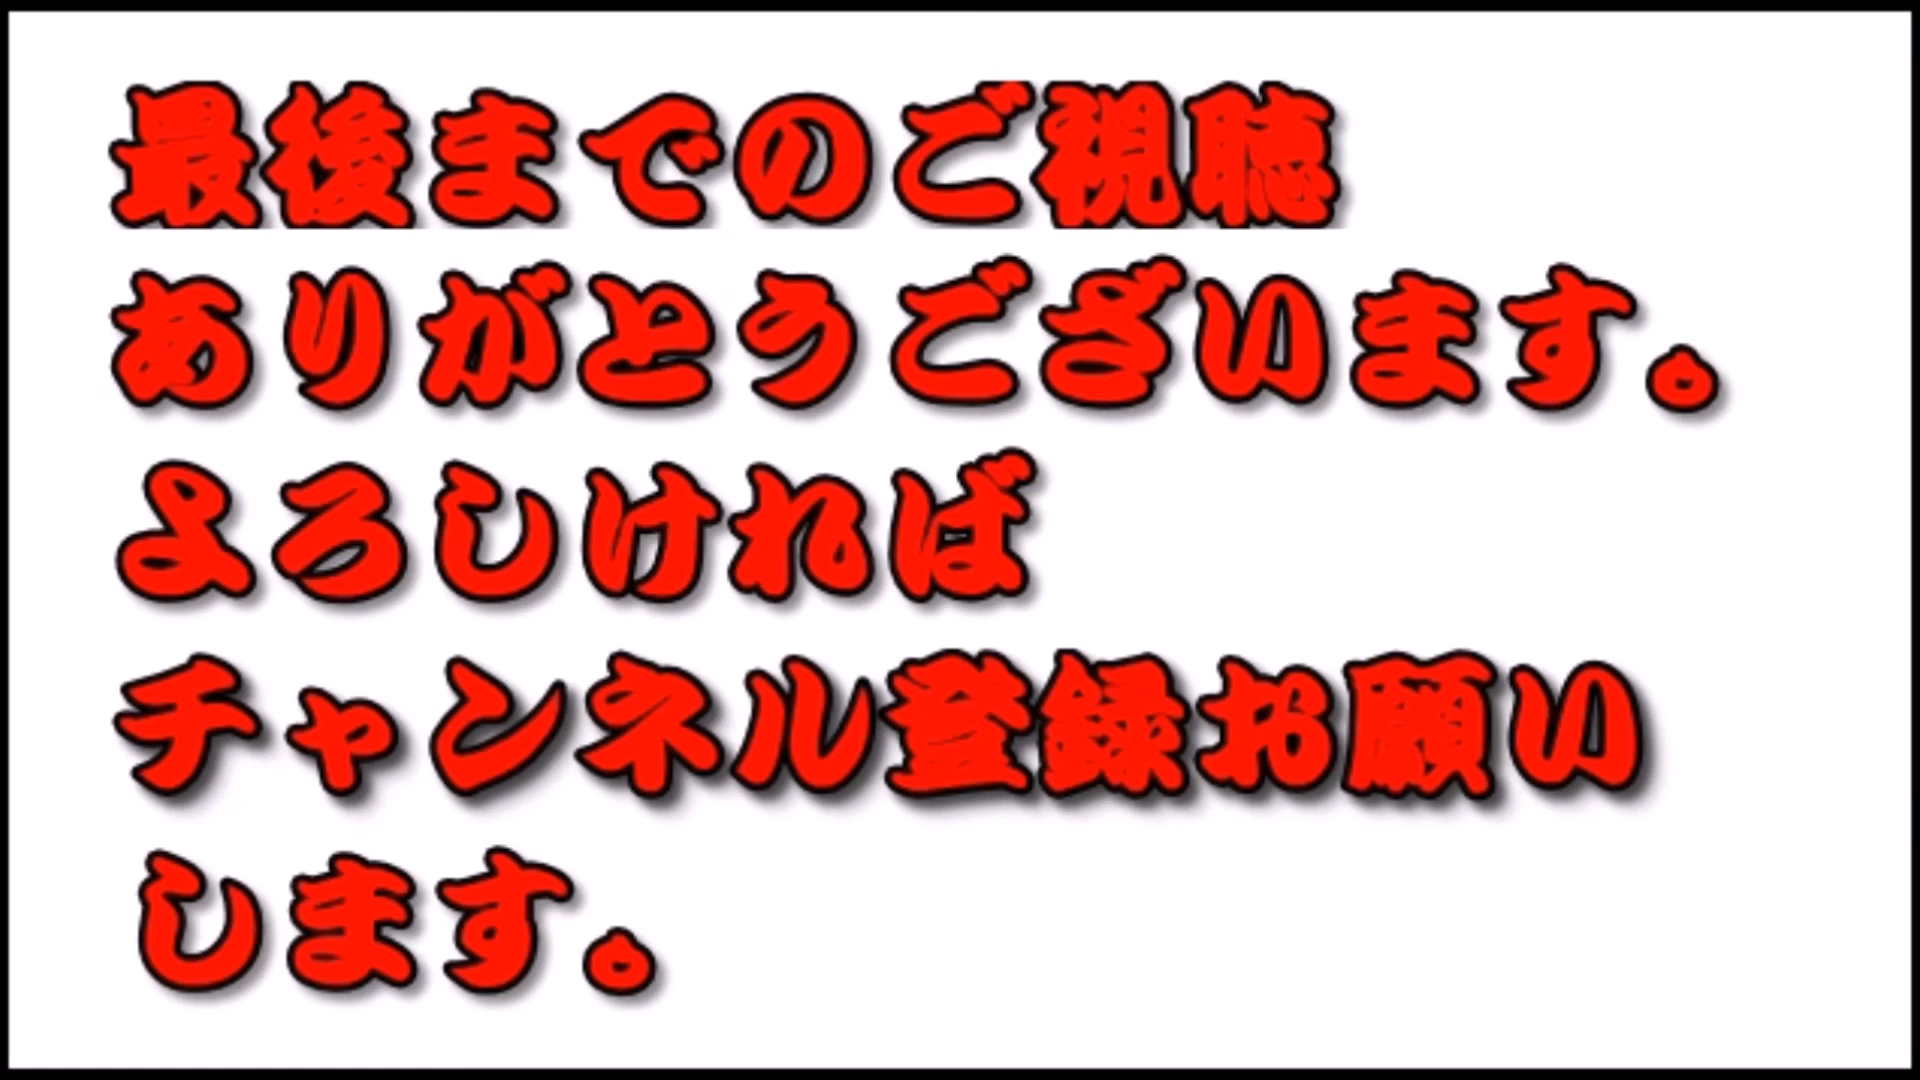 最後までのご視聴
ありがとうございます。
よろしければ
チャンネル登録お願い
します。